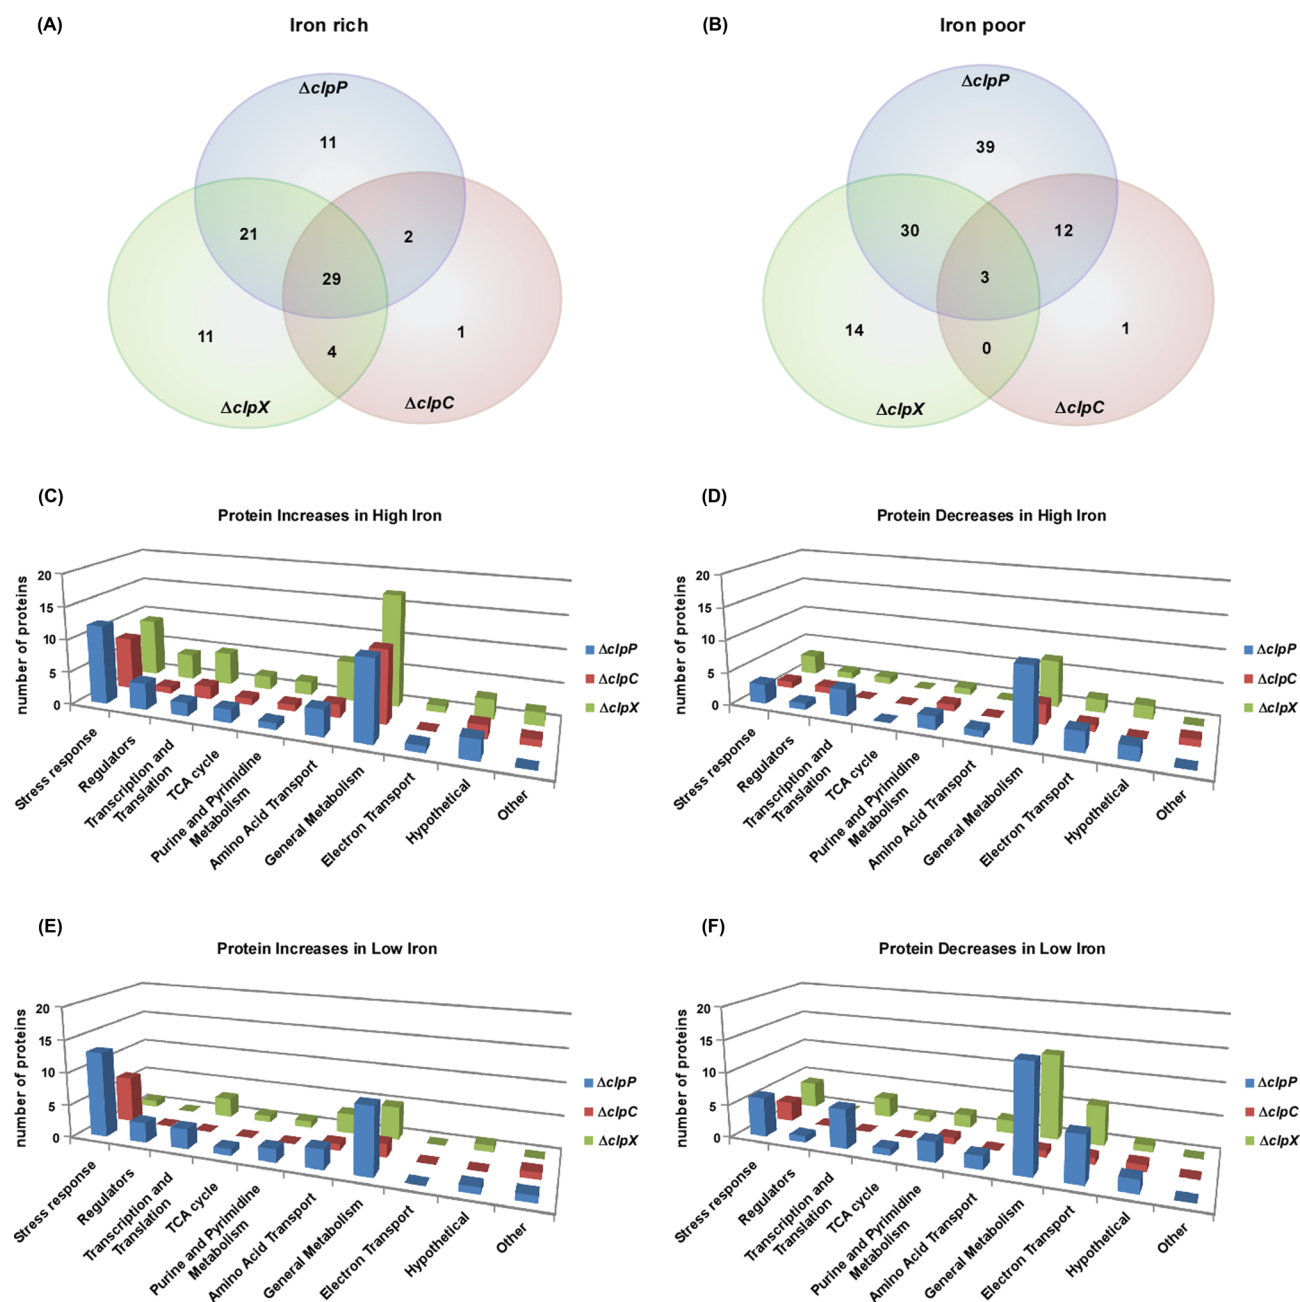 (A)
Iron rich
ΔclpP
11
21
2
29
11
4
1
ΔclpX
ΔclpC
(B)
Iron poor
ΔclpP
39
30
12
3
14
0
1
ΔclpX
ΔclpC
(C)
Protein Increases in High Iron
number of proteins
20
15
10
5
0
Stress response
Regulators
Transcription and
Translation
TCA cycle
Purine and Pyrimidine
Metabolism
Amino Acid Transport
General Metabolism
Electron Transport
Hypothetical
Other
ΔclpP
ΔclpC
ΔclpX
(D)
Protein Decreases in High Iron
number of proteins
20
15
10
5
0
Stress response
Regulators
Transcription and
Translation
TCA cycle
Purine and Pyrimidine
Metabolism
Amino Acid Transport
General Metabolism
Electron Transport
Hypothetical
Other
ΔclpP
ΔclpC
ΔclpX
(E)
Protein Increases in Low Iron
number of proteins
20
15
10
5
0
Stress response
Regulators
Transcription and
Translation
TCA cycle
Purine and Pyrimidine
Metabolism
Amino Acid Transport
General Metabolism
Electron Transport
Hypothetical
Other
ΔclpP
ΔclpC
ΔclpX
(F)
Protein Decreases in Low Iron
number of proteins
20
15
10
5
0
Stress response
Regulators
Transcription and
Translation
TCA cycle
Purine and Pyrimidine
Metabolism
Amino Acid Transport
General Metabolism
Electron Transport
Hypothetical
Other
ΔclpP
ΔclpC
ΔclpX